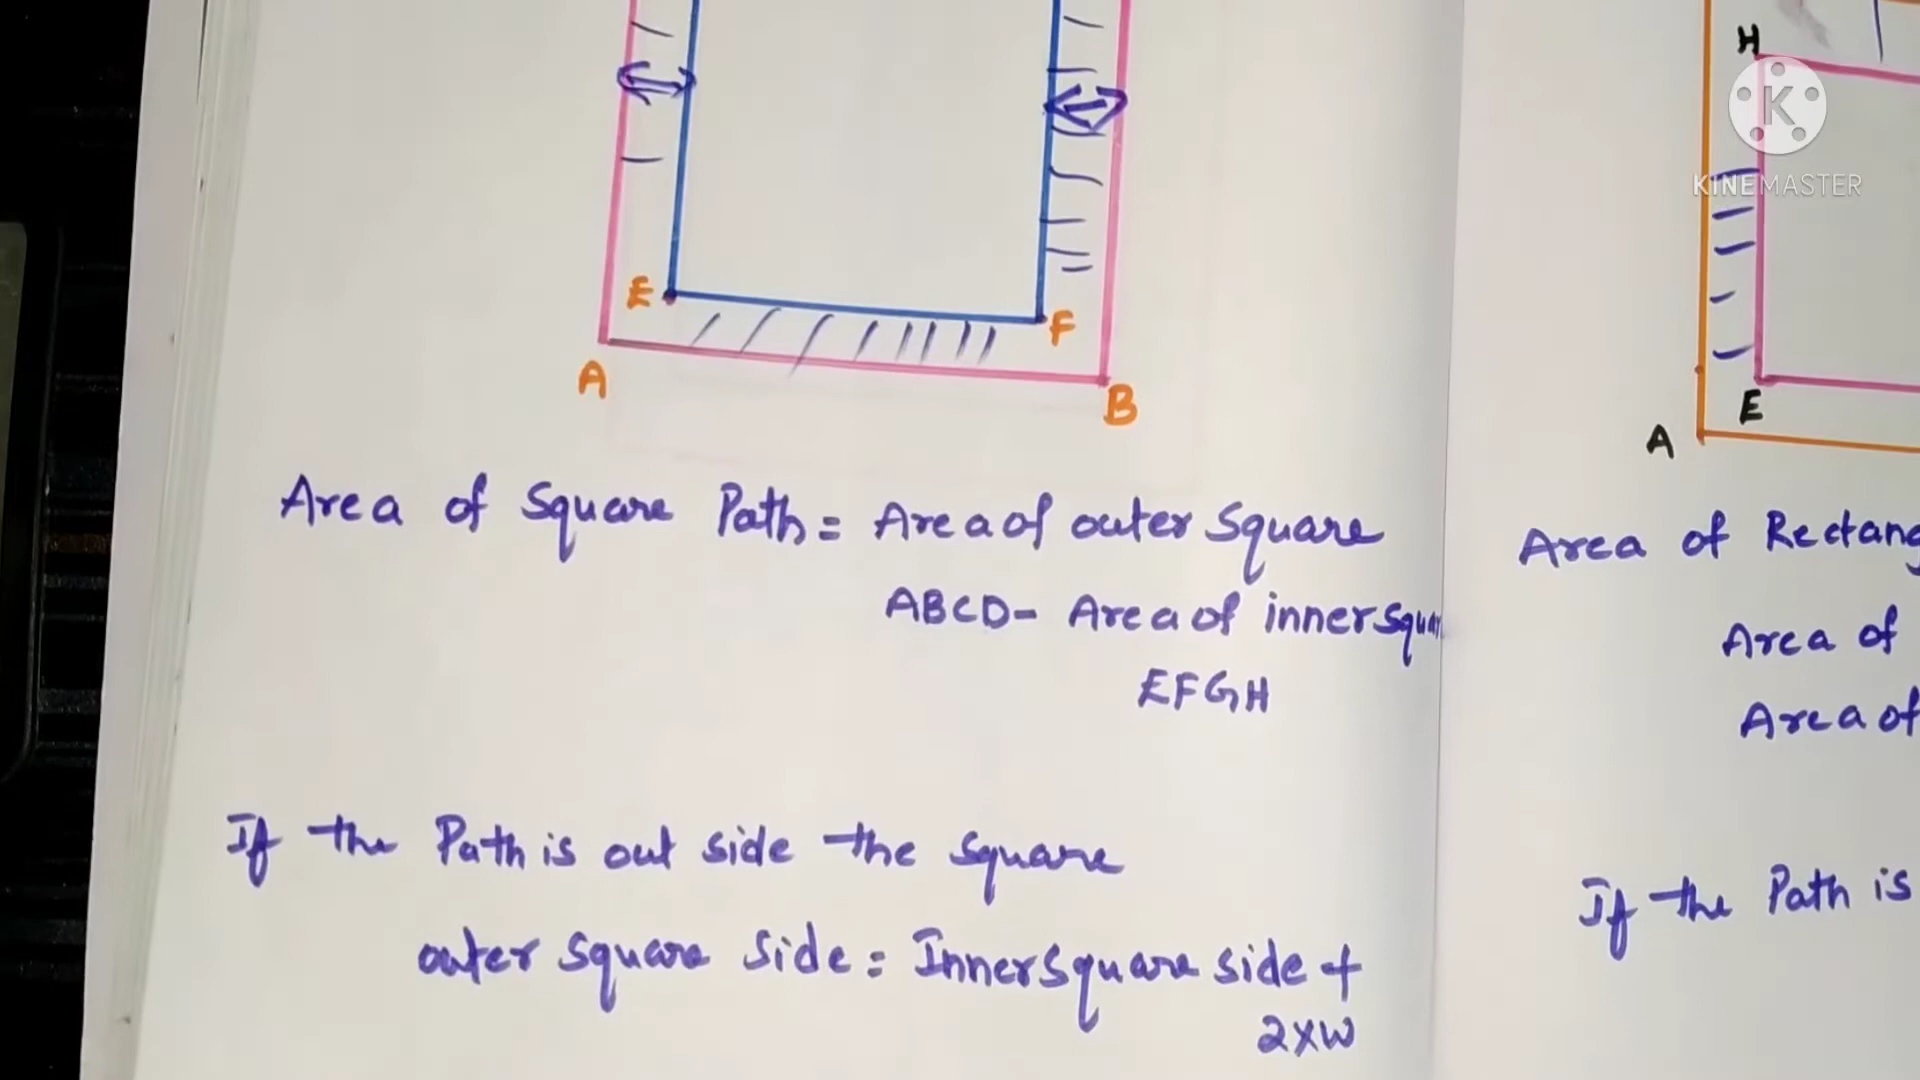 E
F
A
B
Area of Square Path = Area of outer Square
ABCD - Area of inner squar
EFGH
If the Path is out side the square
outer square side = Inner square side +
2×w
H
KINEMASTER
E
A
Area of Rectang
Area of
Area of
If the Path is